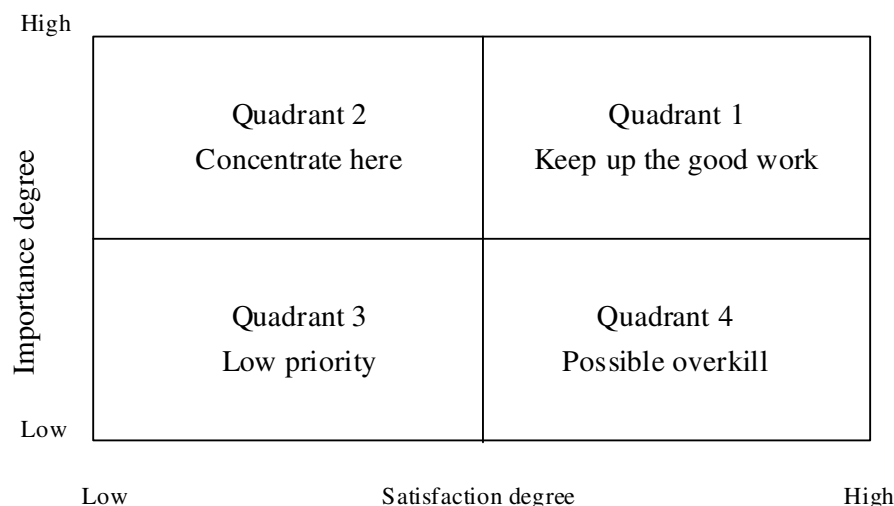 High
Quadrant 2
Concentrate here
Quadrant 1
Keep up the good work
Importance degree
Quadrant 3
Low priority
Quadrant 4
Possible overkill
Low
Low
Satisfaction degree
High